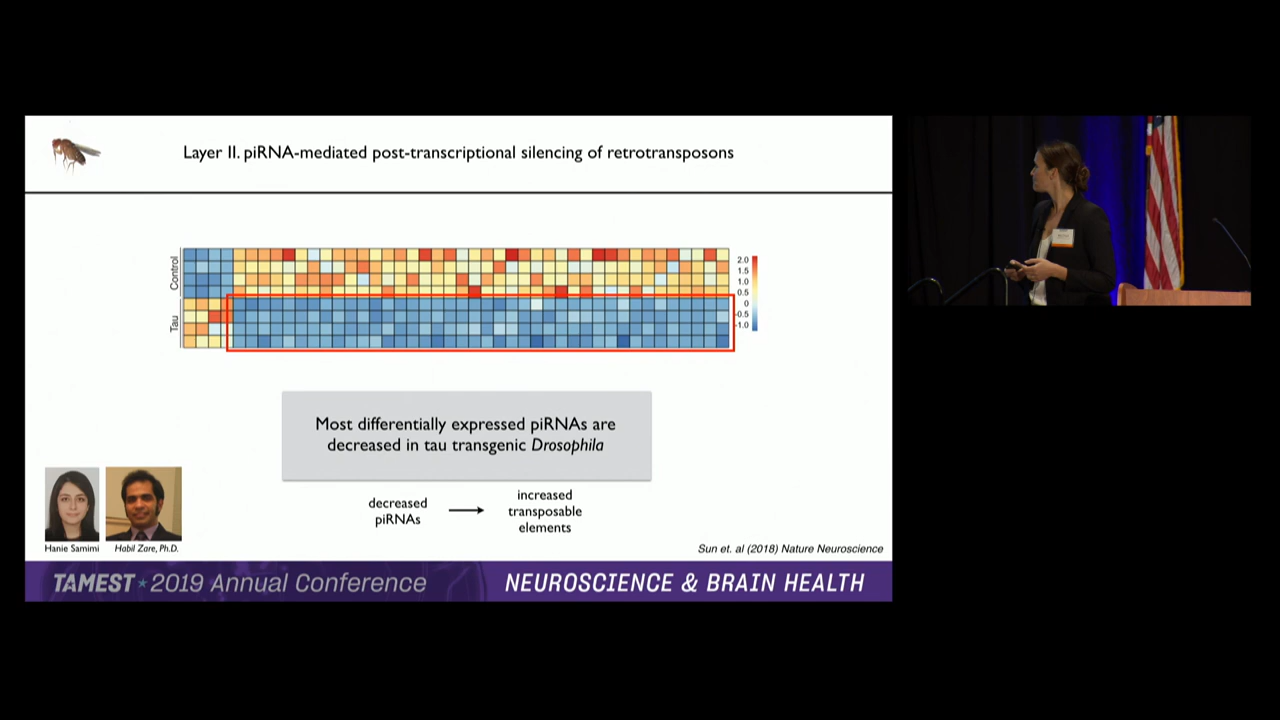 Layer II. piRNA-mediated post-transcriptional silencing of retrotransposons
Control
Tau
2.0
1.5
1.0
0.5
0
-0.5
-1.0
Most differentially expressed piRNAs are
decreased in tau transgenic Drosophila
decreased
piRNAs
increased
transposable
elements
Hanie Samimi
Habil Zare, Ph.D.
Sun et. al (2018) Nature Neuroscience
TAMEST★2019 Annual Conference
NEUROSCIENCE & BRAIN HEALTH